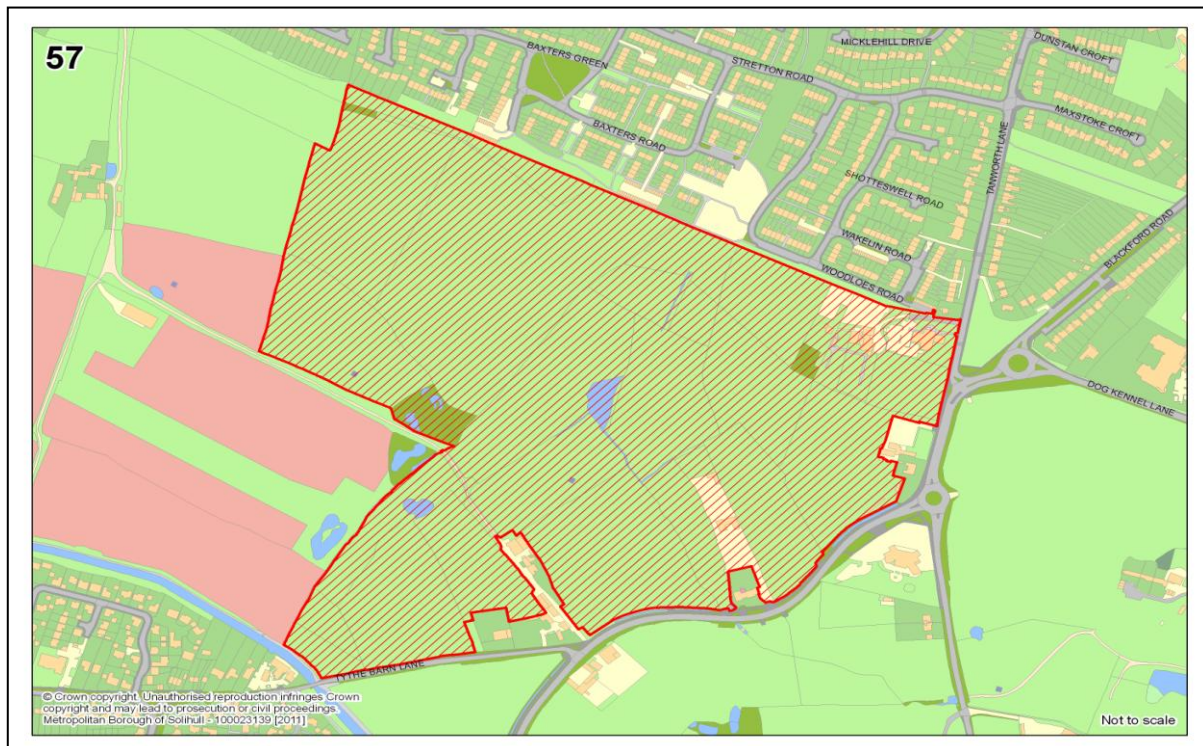 57
BAXTERS GREEN
STRETTON ROAD
MICKLEHILL DRIVE
DUNSTAN CROFT
MAXSTOKE CROFT
BAXTERS ROAD
TANWORTH LANE
SHOTTESWELL ROAD
BLACKFORD ROAD
WAKELIN ROAD
WOODLOES ROAD
DOG KENNEL LANE
LYTHE BARN LANE
© Crown copyright. Unauthorised reproduction infringes Crown
copyright and may lead to prosecution or civil proceedings.
Metropolitan Borough of Solihull - 100023139 [2011]
Not to scale